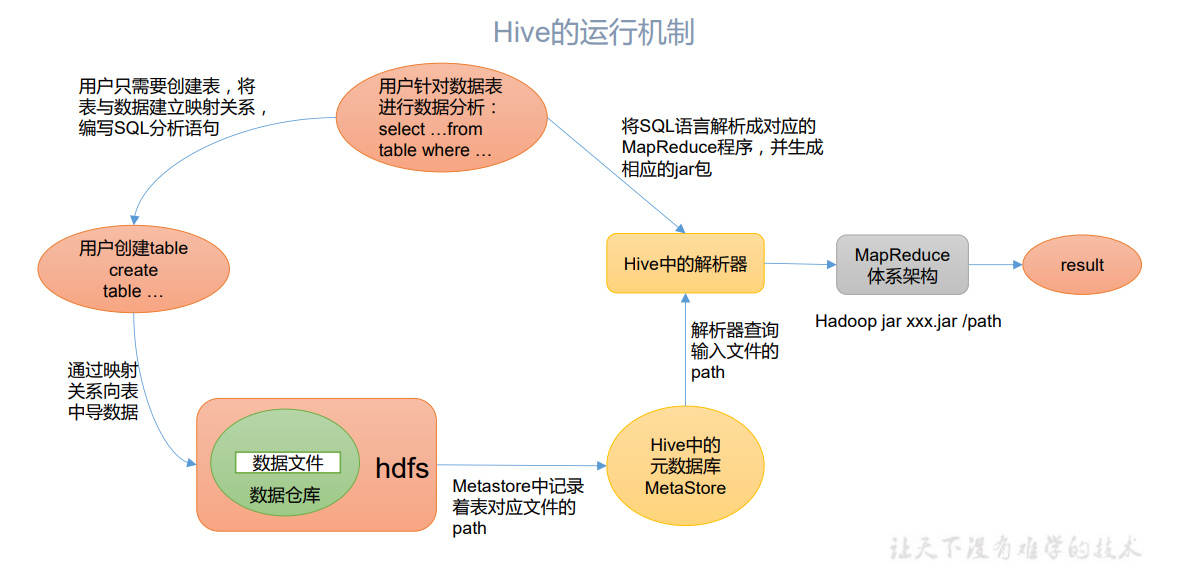 Hive的运行机制
用户只需要创建表，将
表与数据建立映射关系，
编写SQL分析语句
用户针对数据表
进行数据分析：
select …from
table where …
将SQL语言解析成对应的
MapReduce程序，并生成
相应的jar包
用户创建table
create
table …
Hive中的解析器
MapReduce
体系架构
result
Hadoop jar xxx.jar /path
解析器查询
输入文件的
path
通过映射
关系向表
中导数据
数据文件
数据仓库
hdfs
Metastore中记录
着表对应文件的
path
Hive中的
元数据库
MetaStore
让天下没有难学的技术